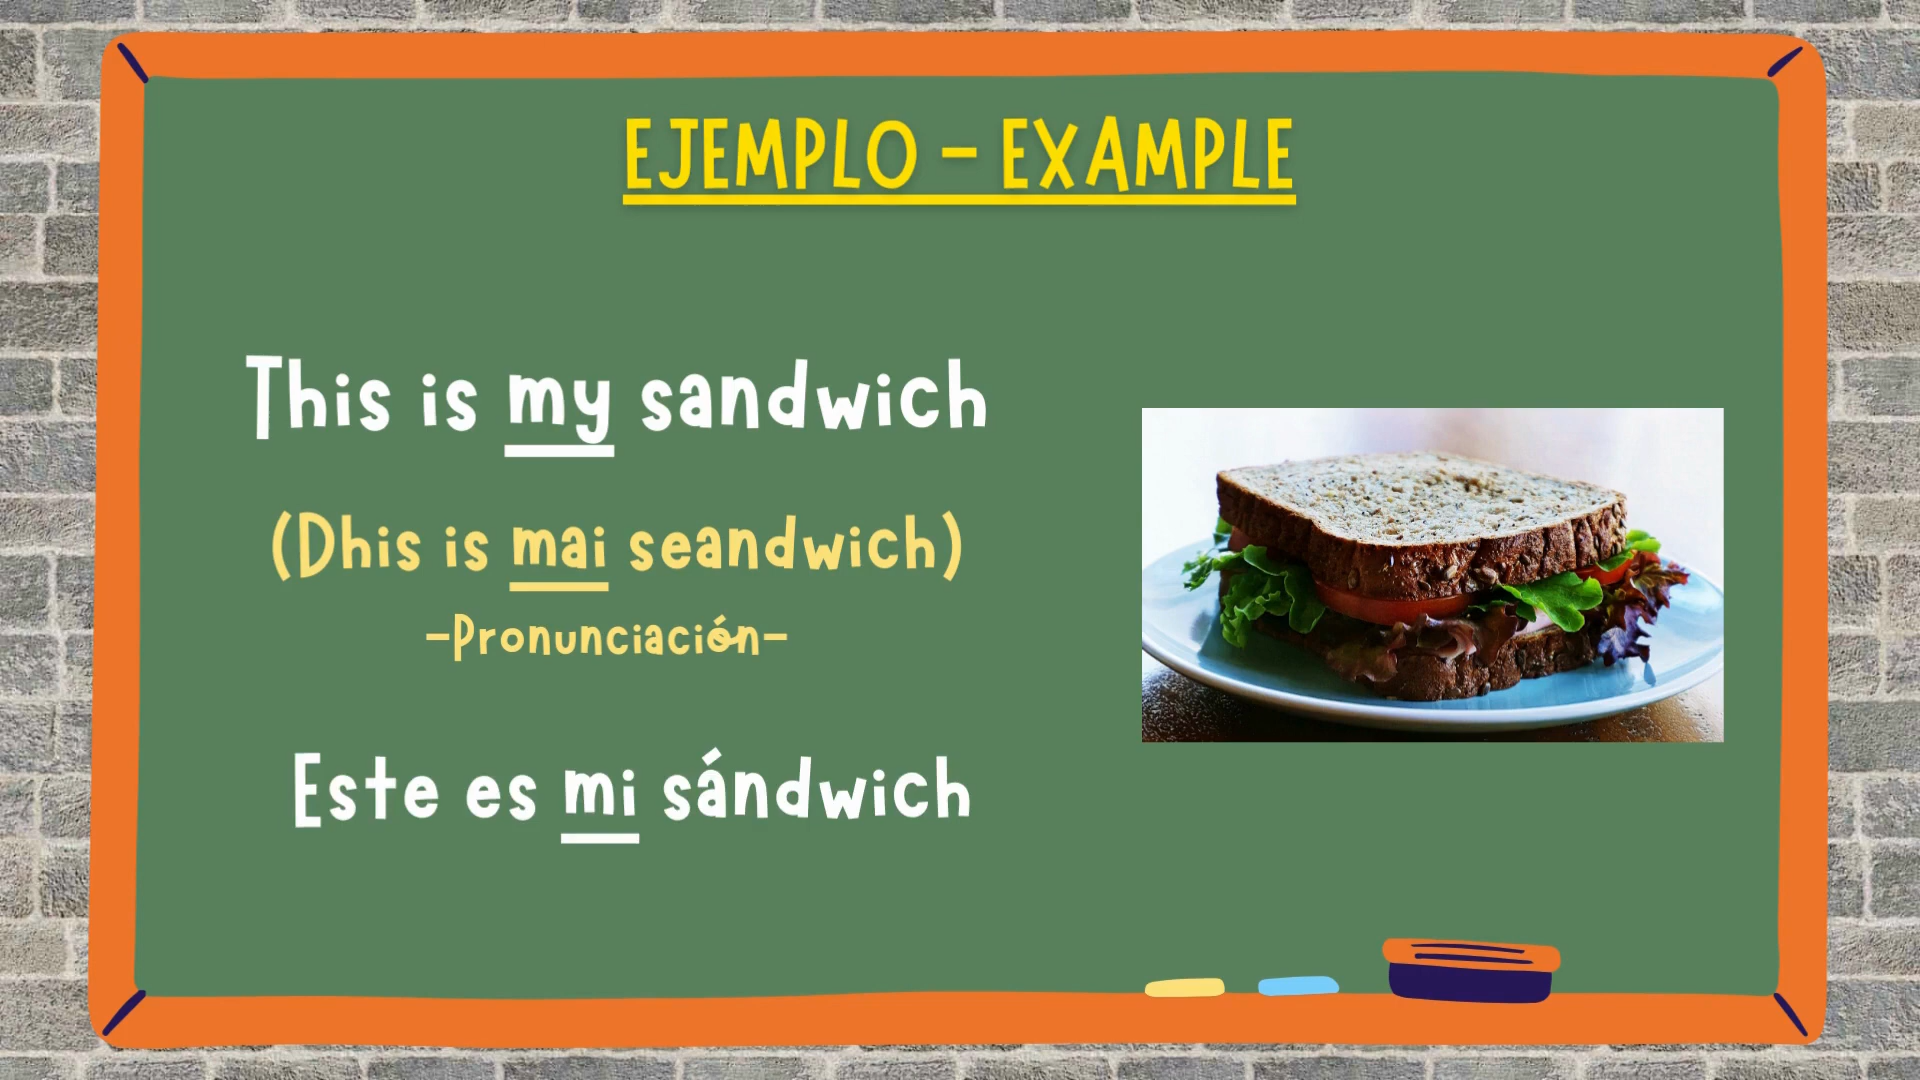 EJEMPLO - EXAMPLE
This is my sandwich
(Dhis is mai seandwich)
-Pronunciación-
Este es mi sándwich